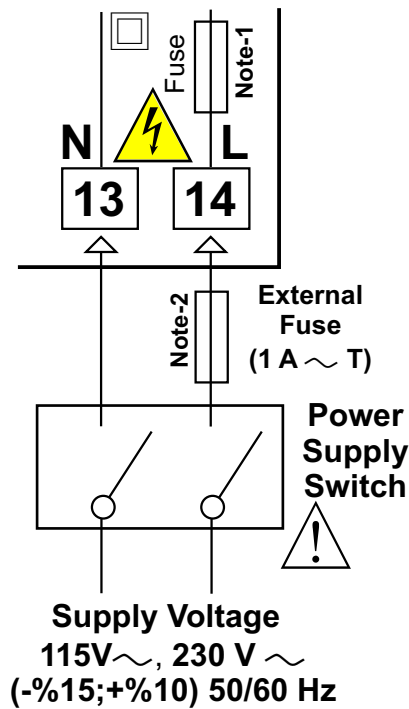 Fuse
Note-1
N
L
13
14
Note-2
External
Fuse
(1 A ～ T)
Power
Supply
Switch
!
Supply Voltage
115V～, 230 V ～
(-%15;+%10) 50/60 Hz